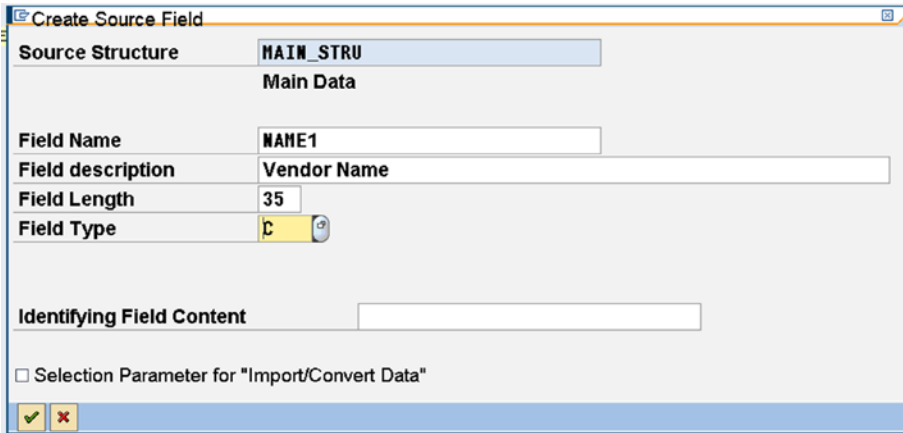 Create Source Field
Source Structure MAIN_STRU
Main Data
Field Name NAME1
Field description Vendor Name
Field Length 35
Field Type C
Identifying Field Content
Selection Parameter for "Import/Convert Data"